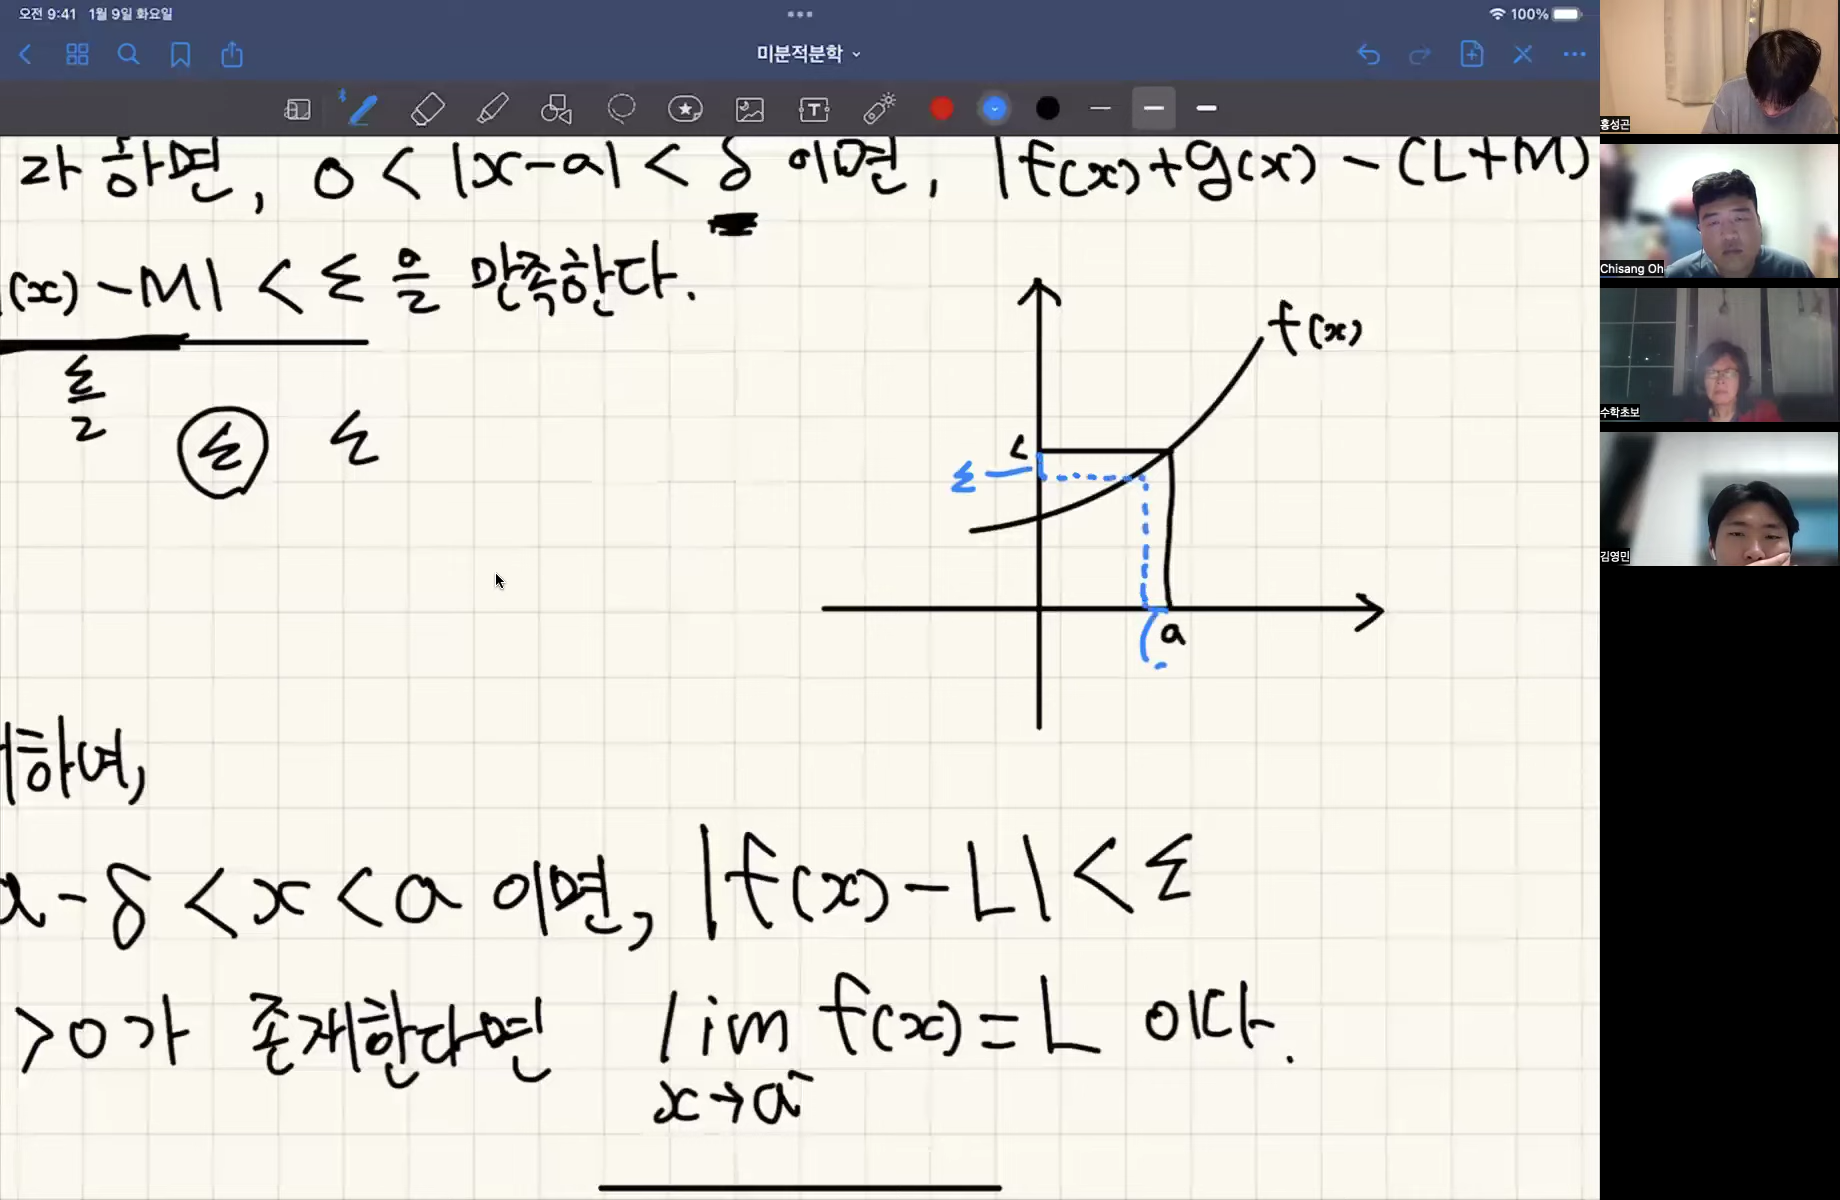 오전 9:41 1월 9일 화요일
100%
미분적분학
라 하면, 0 < |x-a| < δ 이면, |f(x)+g(x) - (L+M)
(x) - M| < ε 을 만족한다.
ε/2
ε ε
f(x)
L
ε
a
하여,
a-δ < x < a 이면, |f(x) - L| < ε
>0가 존재한다면 lim f(x) = L 이다.
x→a⁻
홍성곤
Chisang Oh
수학초보
김영민